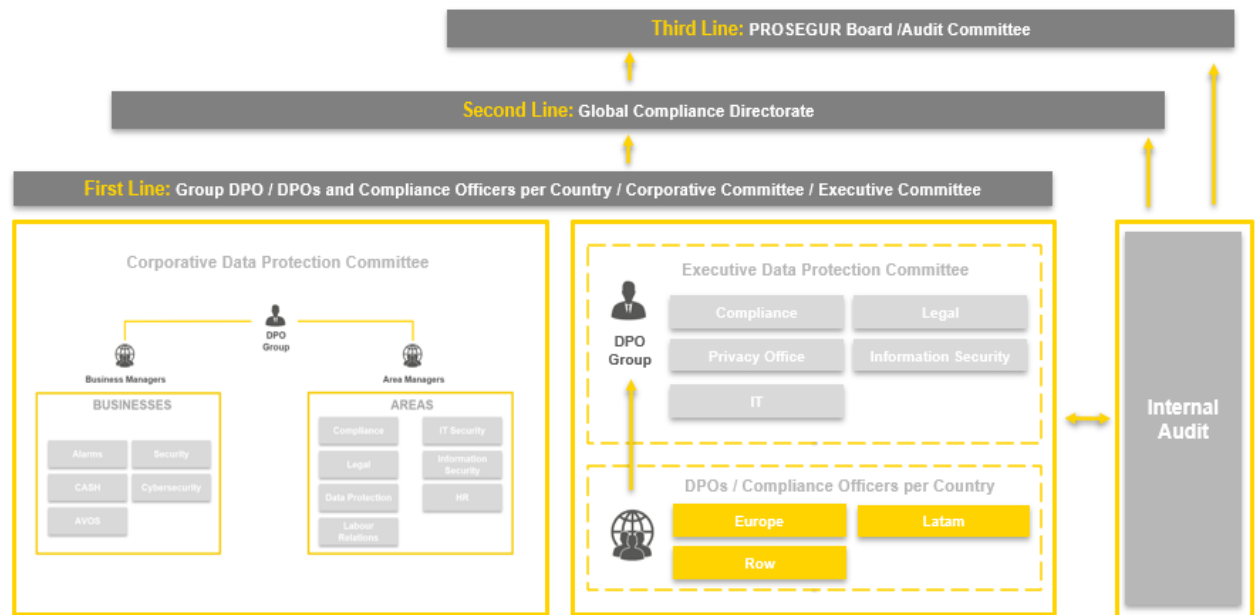 Third Line: PROSEGUR Board /Audit Committee
Second Line: Global Compliance Directorate
First Line: Group DPO / DPOs and Compliance Officers per Country / Corporative Committee / Executive Committee
Corporative Data Protection Committee
DPO
Group
Business Managers
Area Managers
BUSINESSES
Alarms
Security
CASH
Cybersecurity
AVOS
AREAS
Compliance
IT Security
Legal
Information
Security
Data Protection
HR
Labour
Relations
Executive Data Protection Committee
DPO
Group
Compliance
Legal
Privacy Office
Information Security
IT
DPOs / Compliance Officers per Country
Europe
Latam
Row
Internal
Audit